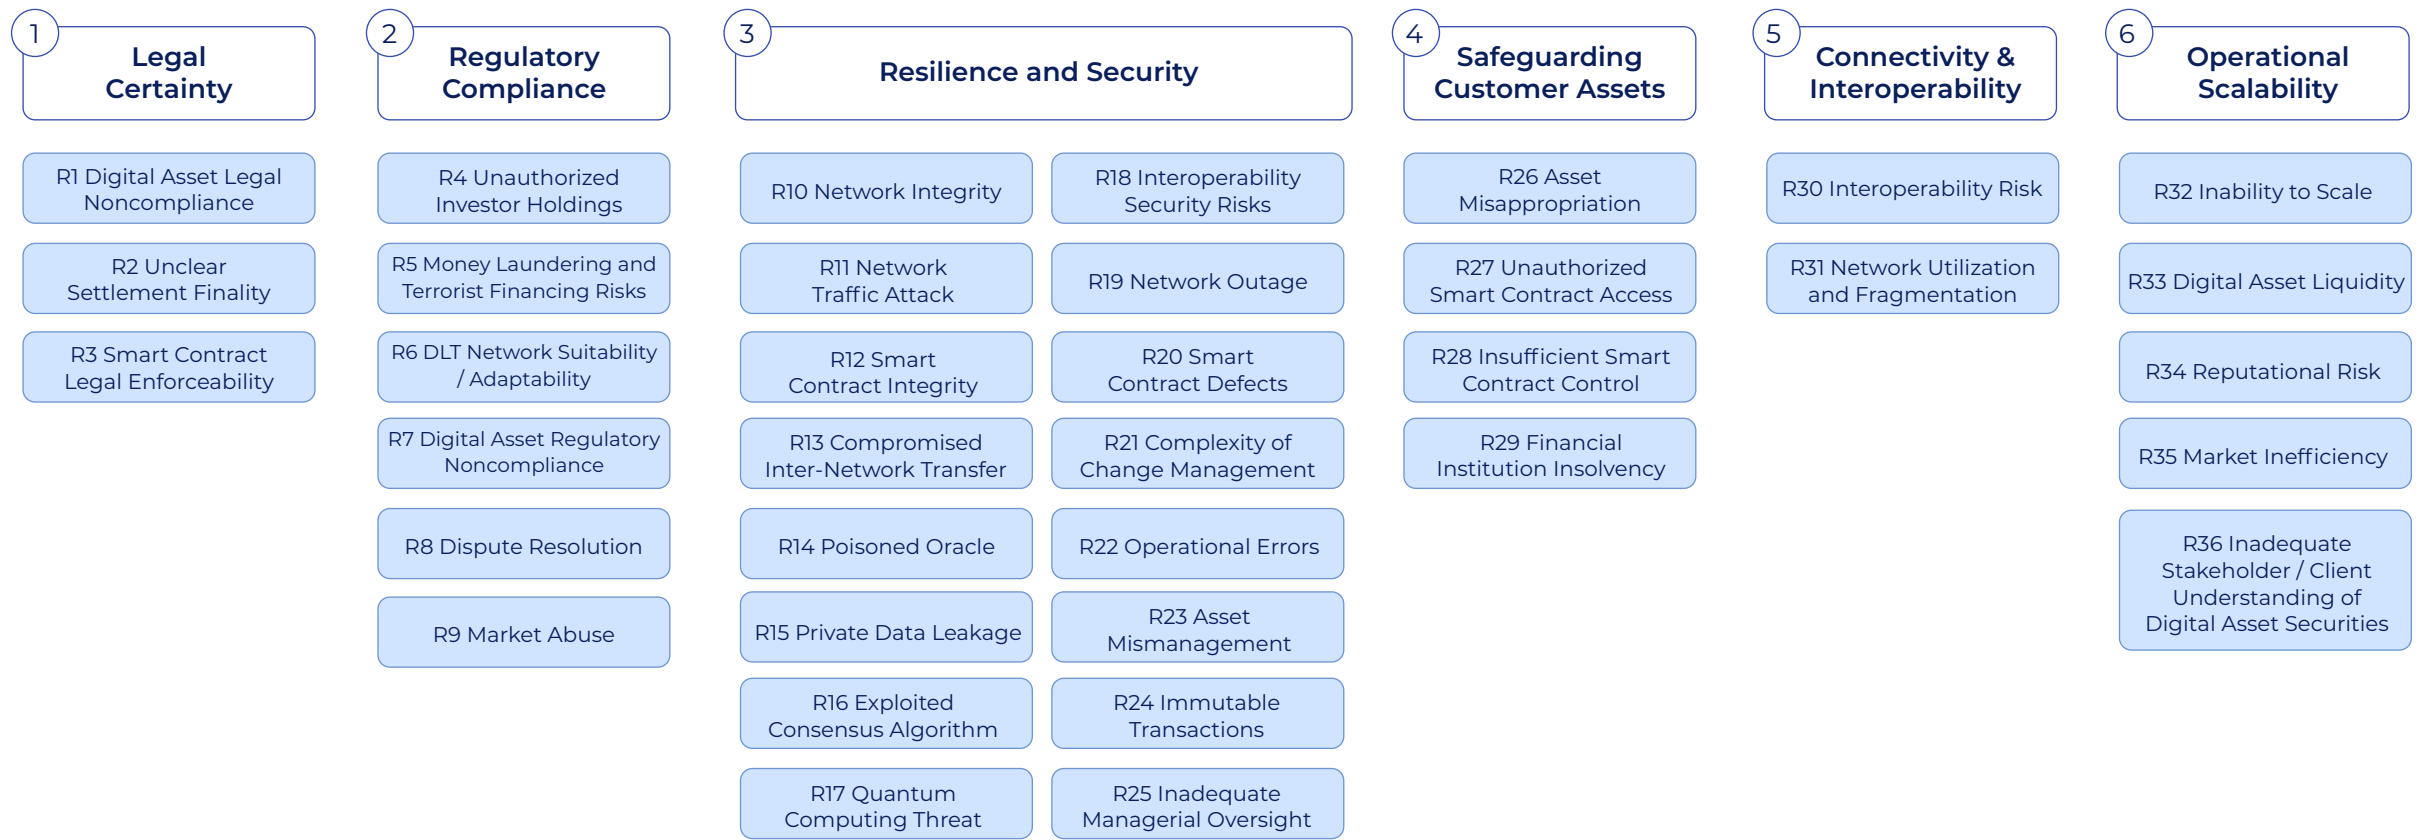 1
Legal
Certainty
R1 Digital Asset Legal
Noncompliance
R2 Unclear
Settlement Finality
R3 Smart Contract
Legal Enforceability
2
Regulatory
Compliance
R4 Unauthorized
Investor Holdings
R5 Money Laundering and
Terrorist Financing Risks
R6 DLT Network Suitability
/ Adaptability
R7 Digital Asset Regulatory
Noncompliance
R8 Dispute Resolution
R9 Market Abuse
3
Resilience and Security
R10 Network Integrity
R11 Network
Traffic Attack
R12 Smart
Contract Integrity
R13 Compromised
Inter-Network Transfer
R14 Poisoned Oracle
R15 Private Data Leakage
R16 Exploited
Consensus Algorithm
R17 Quantum
Computing Threat
R18 Interoperability
Security Risks
R19 Network Outage
R20 Smart
Contract Defects
R21 Complexity of
Change Management
R22 Operational Errors
R23 Asset
Mismanagement
R24 Immutable
Transactions
R25 Inadequate
Managerial Oversight
4
Safeguarding
Customer Assets
R26 Asset
Misappropriation
R27 Unauthorized
Smart Contract Access
R28 Insufficient Smart
Contract Control
R29 Financial
Institution Insolvency
5
Connectivity &
Interoperability
R30 Interoperability Risk
R31 Network Utilization
and Fragmentation
6
Operational
Scalability
R32 Inability to Scale
R33 Digital Asset Liquidity
R34 Reputational Risk
R35 Market Inefficiency
R36 Inadequate
Stakeholder / Client
Understanding of
Digital Asset Securities